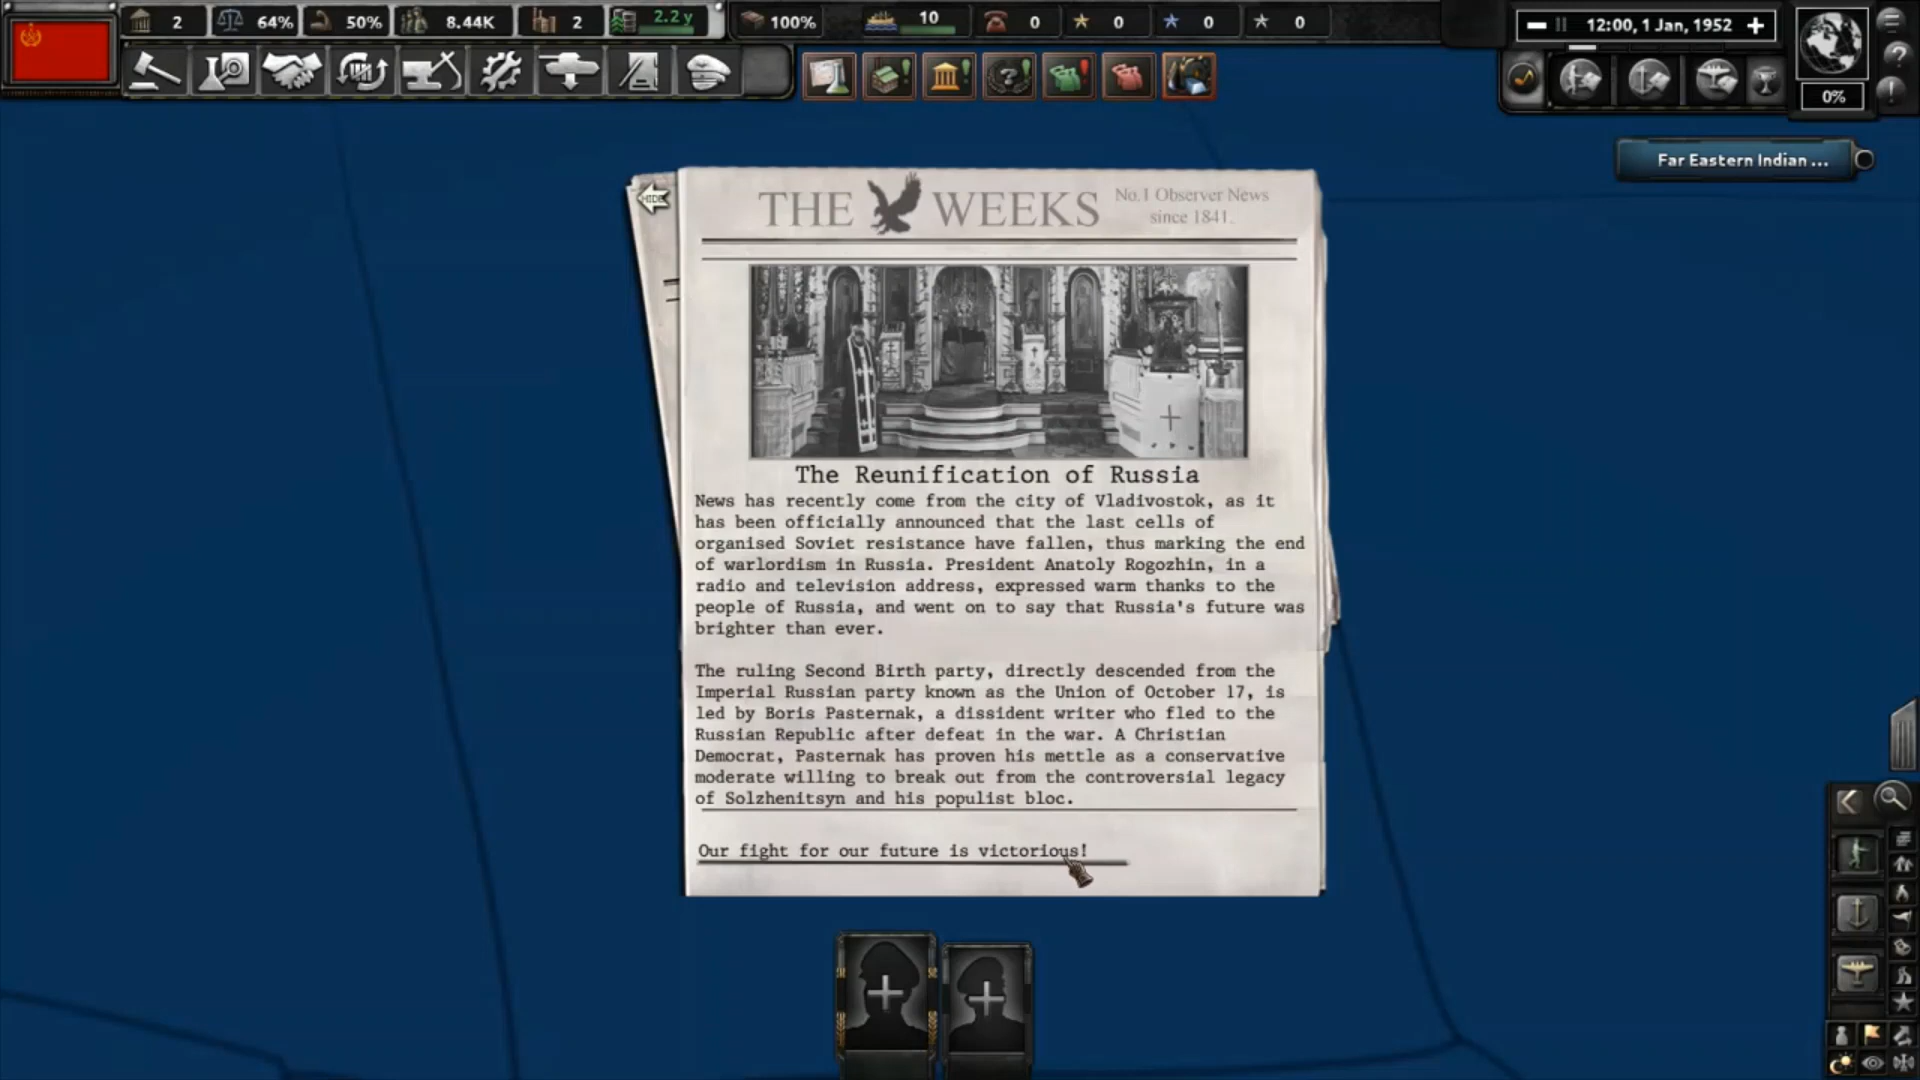 2
64%
50%
8.44K
2
2.2 y
100%
10
0
0
0
0
12:00, 1 Jan, 1952
0%
Far Eastern Indian ...
HIDE
THE WEEKS
No.1 Observer News
since 1841.
The Reunification of Russia
News has recently come from the city of Vladivostok, as it
has been officially announced that the last cells of
organised Soviet resistance have fallen, thus marking the end
of warlordism in Russia. President Anatoly Rogozhin, in a
radio and television address, expressed warm thanks to the
people of Russia, and went on to say that Russia's future was
brighter than ever.
The ruling Second Birth party, directly descended from the
Imperial Russian party known as the Union of October 17, is
led by Boris Pasternak, a dissident writer who fled to the
Russian Republic after defeat in the war. A Christian
Democrat, Pasternak has proven his mettle as a conservative
moderate willing to break out from the controversial legacy
of Solzhenitsyn and his populist bloc.
Our fight for our future is victorious!